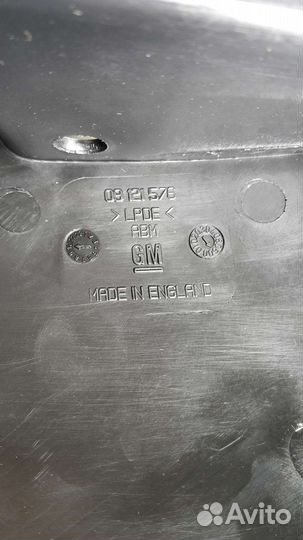 09 121 576
>LPDE<
ABM
GM
MADE IN ENGLAND
Avito